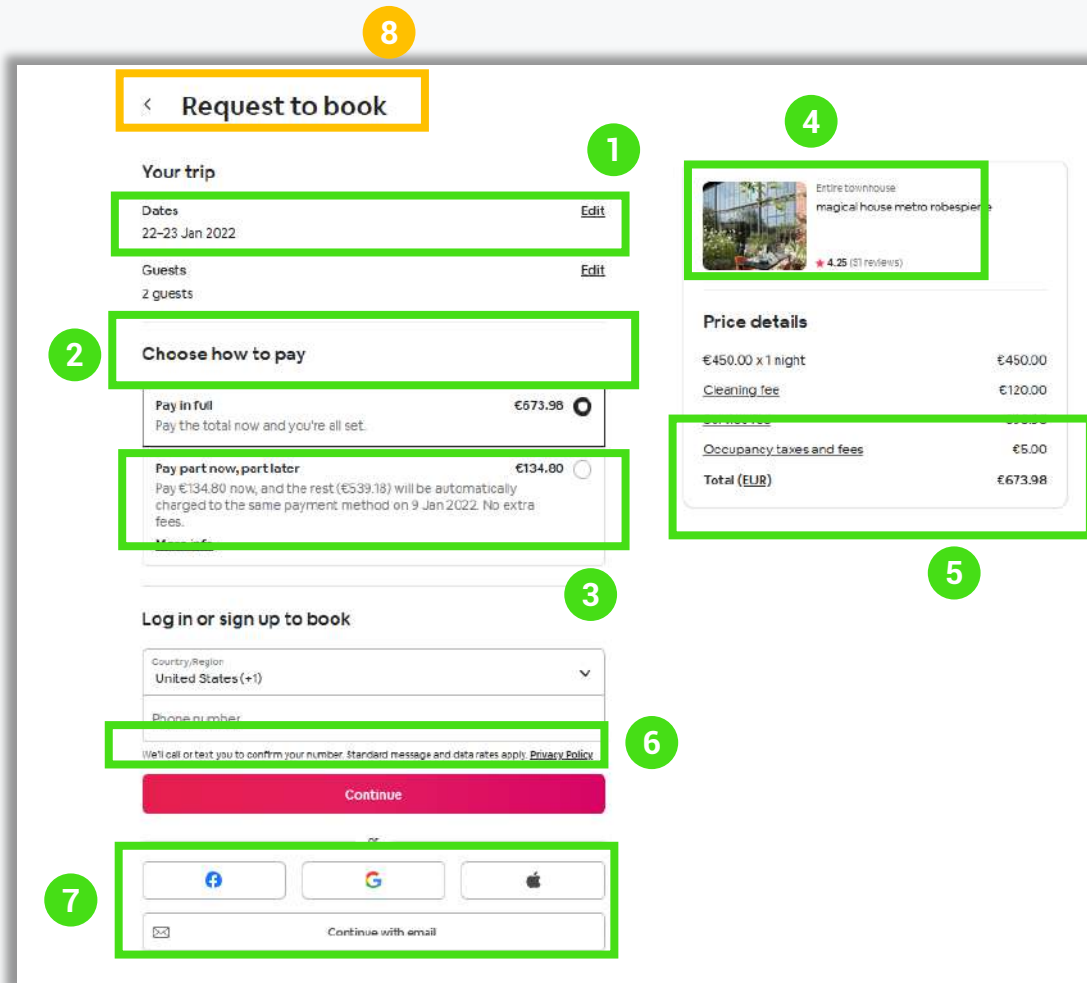 8
Request to book
1
4
Your trip
Dates
Edit
22–23 Jan 2022
Guests
Edit
2 guests
2
Choose how to pay
Pay in full
€673.98
Pay the total now and you're all set.
Pay part now, part later
€134.80
Pay €134.80 now, and the rest (€539.18) will be automatically
charged to the same payment method on 9 Jan 2022. No extra
fees.
More info
3
Log in or sign up to book
Country/Region
United States (+1)
Phone number
We'll call or text you to confirm your number. Standard message and data rates apply. Privacy Policy
6
Continue
or
7
Continue with email
Entire townhouse
magical house metro robespierre
4.25 (31 reviews)
Price details
€450.00 x 1 night
€450.00
Cleaning fee
€120.00
Service fee
Occupancy taxes and fees
€5.00
Total (EUR)
€673.98
5